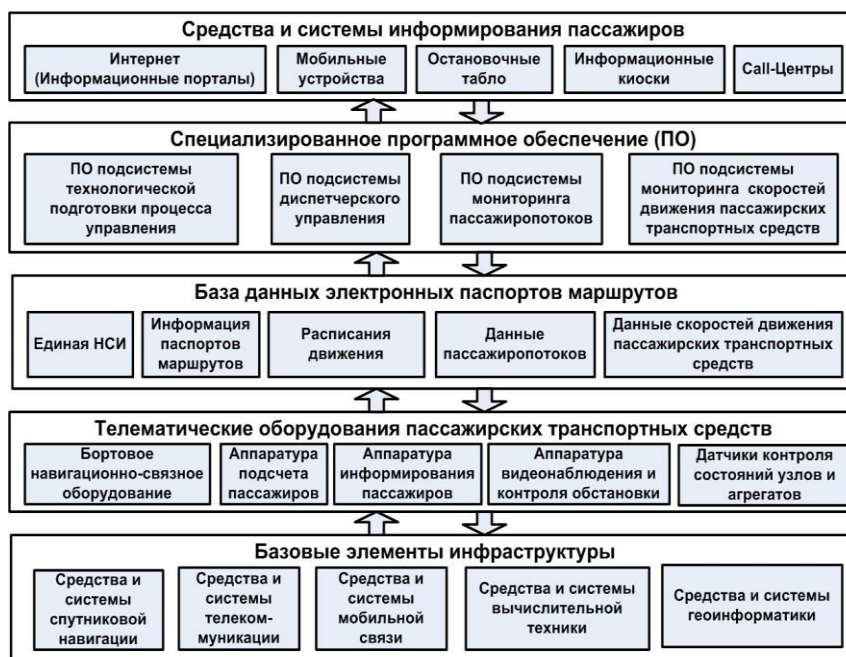 Средства и системы информирования пассажиров
Интернет
(Информационные порталы)
Мобильные
устройства
Остановочные
табло
Информационные
киоски
Call-Центры
Специализированное программное обеспечение (ПО)
ПО подсистемы
технологической
подготовки процесса
управления
ПО подсистемы
диспетчерского
управления
ПО подсистемы
мониторинга
пассажиропотоков
ПО подсистемы
мониторинга скоростей
движения пассажирских
транспортных средств
База данных электронных паспортов маршрутов
Единая НСИ
Информация
паспортов
маршрутов
Расписания
движения
Данные
пассажиропотоков
Данные скоростей движения
пассажирских транспортных
средств
Телематические оборудования пассажирских транспортных средств
Бортовое
навигационно-связное
оборудование
Аппаратура
подсчета
пассажиров
Аппаратура
информирования
пассажиров
Аппаратура
видеонаблюдения и
контроля обстановки
Датчики контроля
состояний узлов и
агрегатов
Базовые элементы инфраструктуры
Средства и
системы
спутниковой
навигации
Средства и
системы
телеком-
муникации
Средства и
системы
мобильной
связи
Средства и системы
вычислительной
техники
Средства и системы
геоинформатики